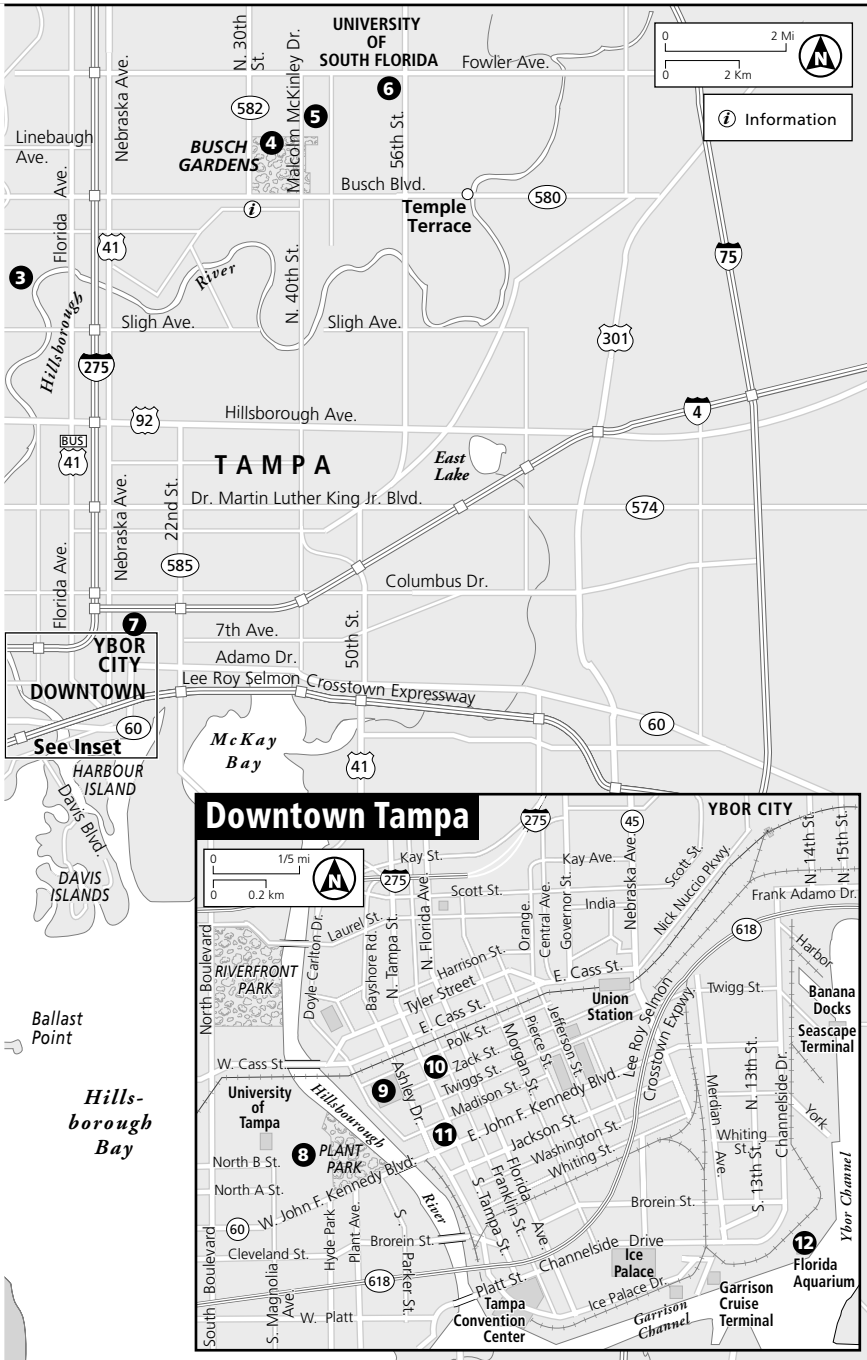 UNIVERSITY
OF
SOUTH FLORIDA
N. 30th
St.
Malcolm McKinley Dr.
Nebraska Ave.
Fowler Ave.
0 2 Mi
0 2 Km
N
i Information
582
5
6
4
BUSCH
GARDENS
56th St.
Linebaugh
Ave.
Busch Blvd.
580
Temple
Terrace
i
Florida Ave.
41
75
3
River
N. 40th St.
Hillsborough
Sligh Ave.
Sligh Ave.
301
275
Hillsborough Ave.
92
4
BUS
41
TAMPA
East
Lake
Dr. Martin Luther King Jr. Blvd.
574
Nebraska Ave.
22nd St.
585
Florida Ave.
Columbus Dr.
7
7th Ave.
50th St.
YBOR
CITY
Adamo Dr.
DOWNTOWN
Lee Roy Selmon Crosstown Expressway
60
60
See Inset
McKay
Bay
41
HARBOUR
ISLAND
Davis Blvd.
DAVIS
ISLANDS
Ballast
Point
Hills-
borough
Bay
Downtown Tampa
0 1/5 mi
0 0.2 km
N
275
45
YBOR CITY
Kay St.
Kay Ave.
275
Scott St.
Scott St.
Nick Nuccio Pkwy.
N. 14th St.
N. 15th St.
India
Frank Adamo Dr.
Laurel St.
Doyle Carlton Dr.
Bayshore Rd.
N. Tampa St.
N. Florida Ave.
Orange
Central Ave.
Governor St.
Nebraska Ave.
618
North Boulevard
RIVERFRONT
PARK
Harrison St.
Tyler Street
E. Cass St.
E. Cass St.
Union
Station
Harbor
Twigg St.
Banana
Docks
Seascape
Terminal
Lee Roy Selmon
Crosstown Expwy.
Polk St.
Zack St.
Twiggs St.
Madison St.
Morgan St.
Pierce St.
Jefferson St.
W. Cass St.
10
9
Ashley Dr.
11
E. John F. Kennedy Blvd.
Jackson St.
Washington St.
Whiting St.
Merdian Ave.
N. 13th St.
Channelside Dr.
York
Whiting
St.
S. 13th St.
University
of
Tampa
Hillsbourough
River
8
PLANT
PARK
North B St.
North A St.
W. John F. Kennedy Blvd.
60
Cleveland St.
Hyde Park
Plant Ave.
S. Parker St.
Brorein St.
Brorein St.
S. Tampa St.
Franklin St.
Florida Ave.
Channelside Drive
Ice
Palace
Ice Palace Dr.
12
Florida
Aquarium
Ybor Channel
618
South Boulevard
S. Magnolia
Ave.
W. Platt
Platt St.
Tampa
Convention
Center
Garrison
Channel
Garrison
Cruise
Terminal